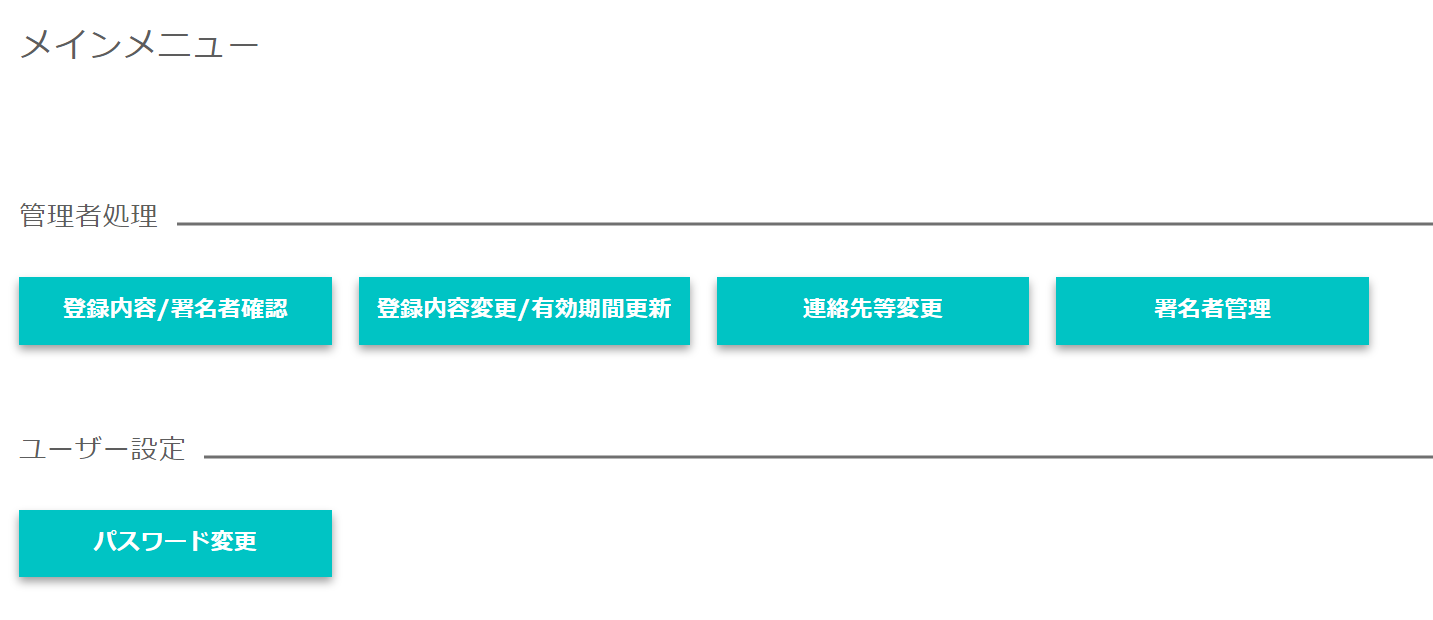 メインメニュー
管理者処理
登録内容/署名者確認
登録内容変更/有効期間更新
連絡先等変更
署名者管理
ユーザー設定
パスワード変更